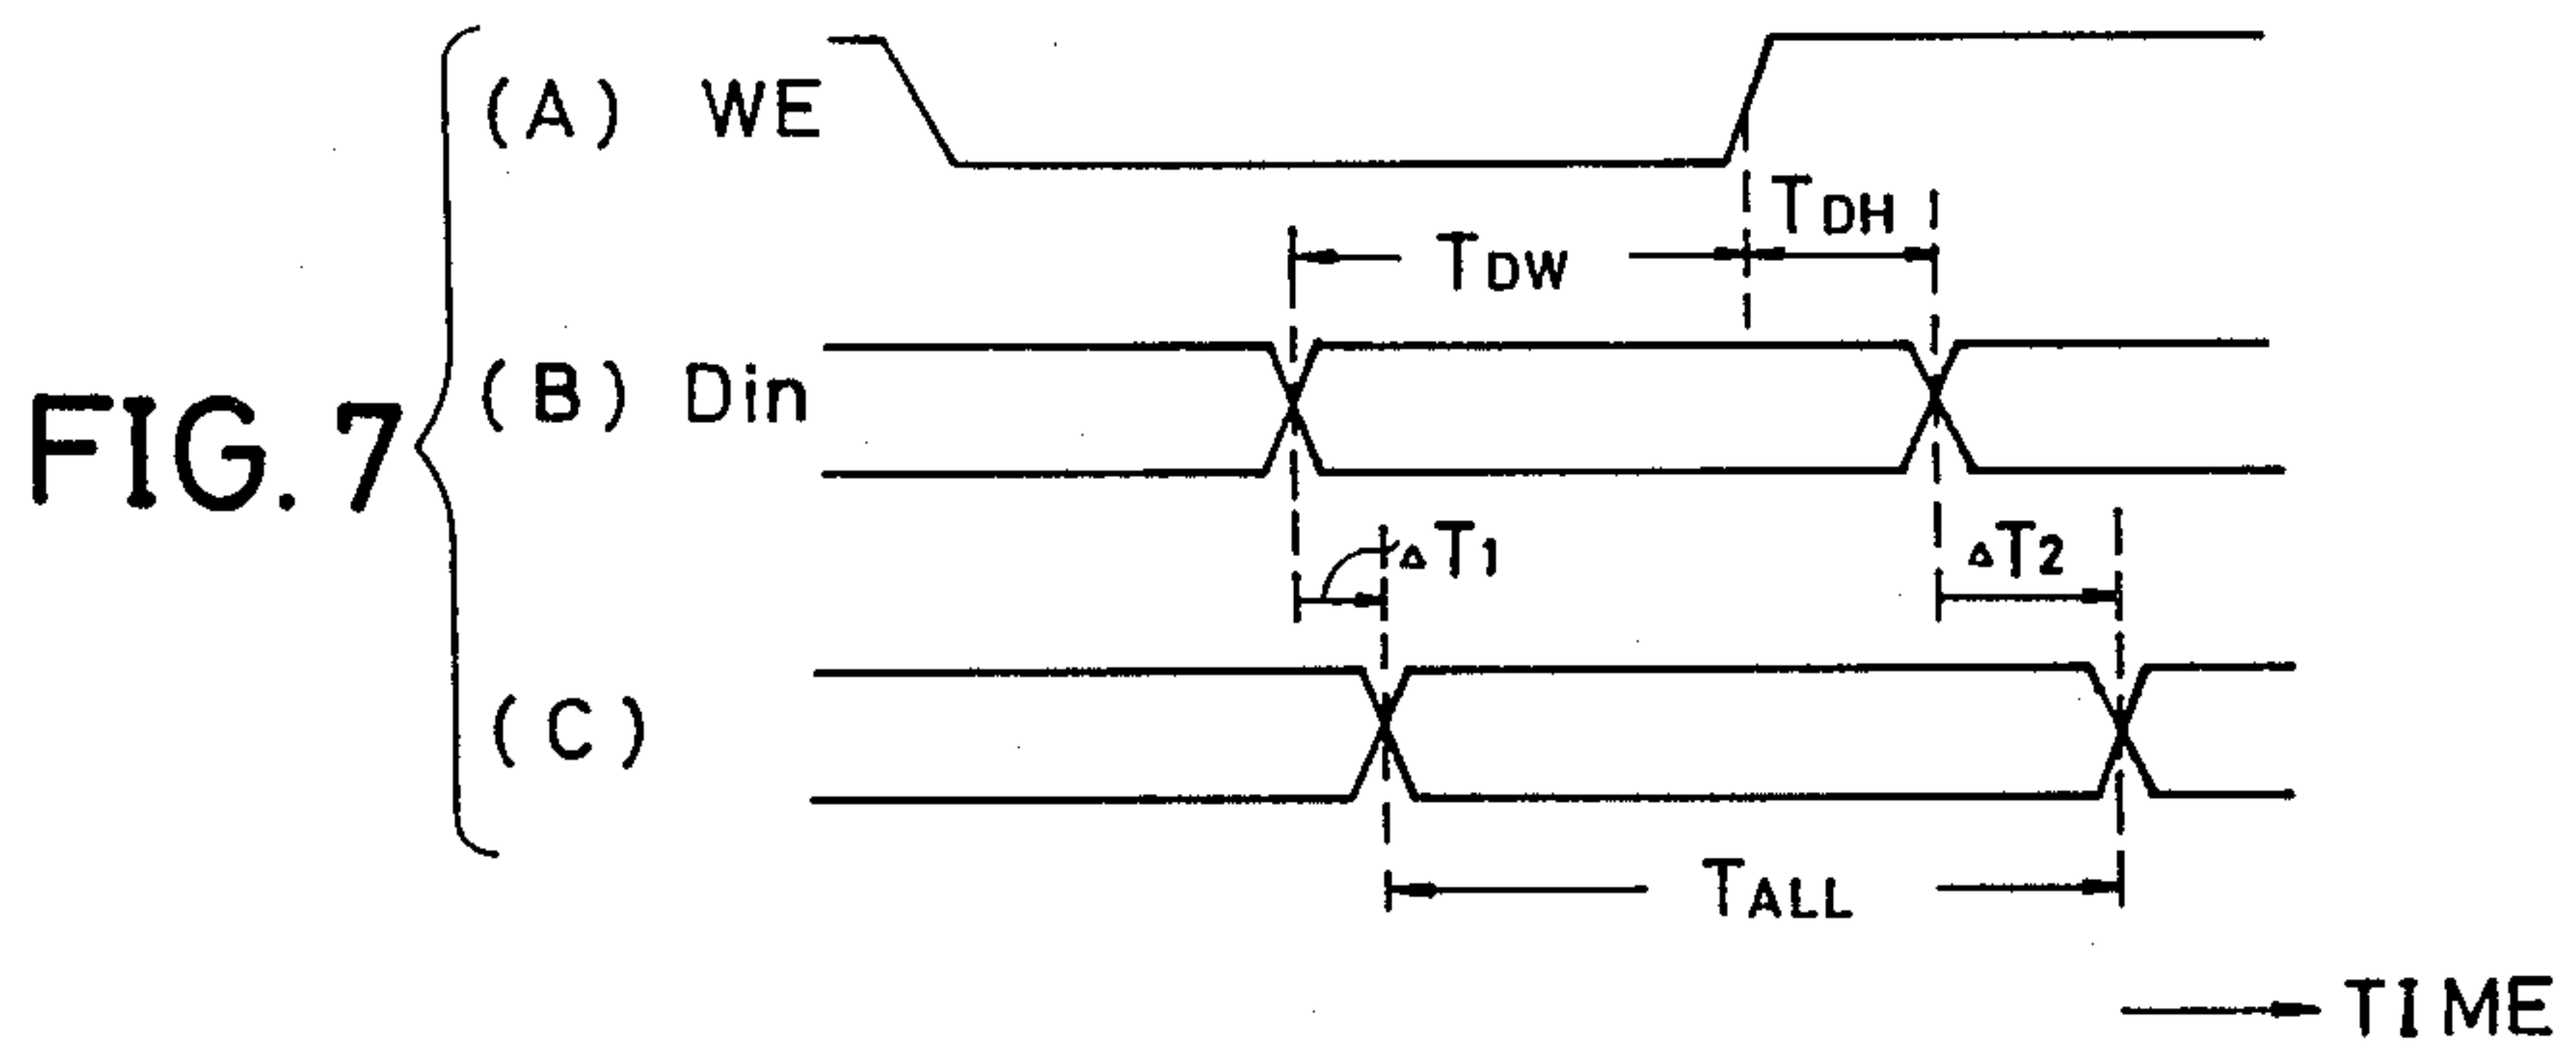 FIG. 7
(A) WE
TDW
TDH
(B) Din
ΔT1
ΔT2
(C)
TALL
TIME